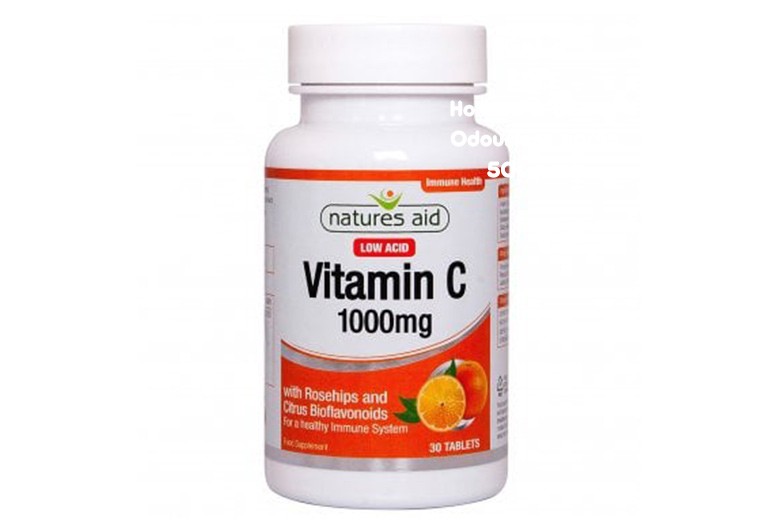 Immune Health
natures aid
LOW ACID
Vitamin C
1000mg
with Rosehips and
Citrus Bioflavonoids
For a healthy Immune System
Food Supplement
30 TABLETS